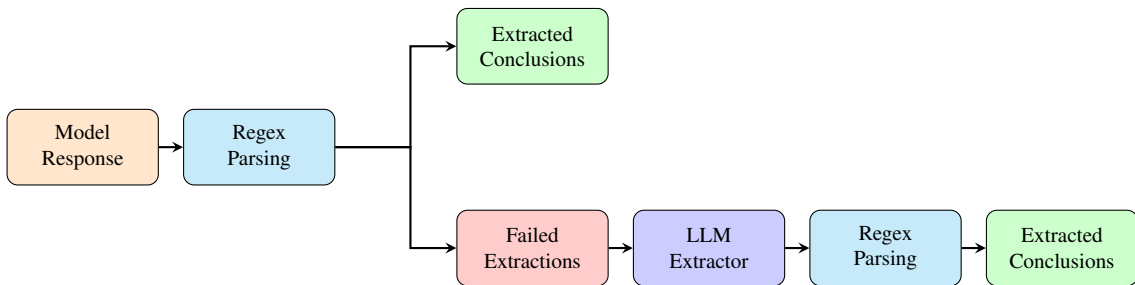 Extracted
Conclusions
Model
Response
Regex
Parsing
Failed
Extractions
LLM
Extractor
Regex
Parsing
Extracted
Conclusions